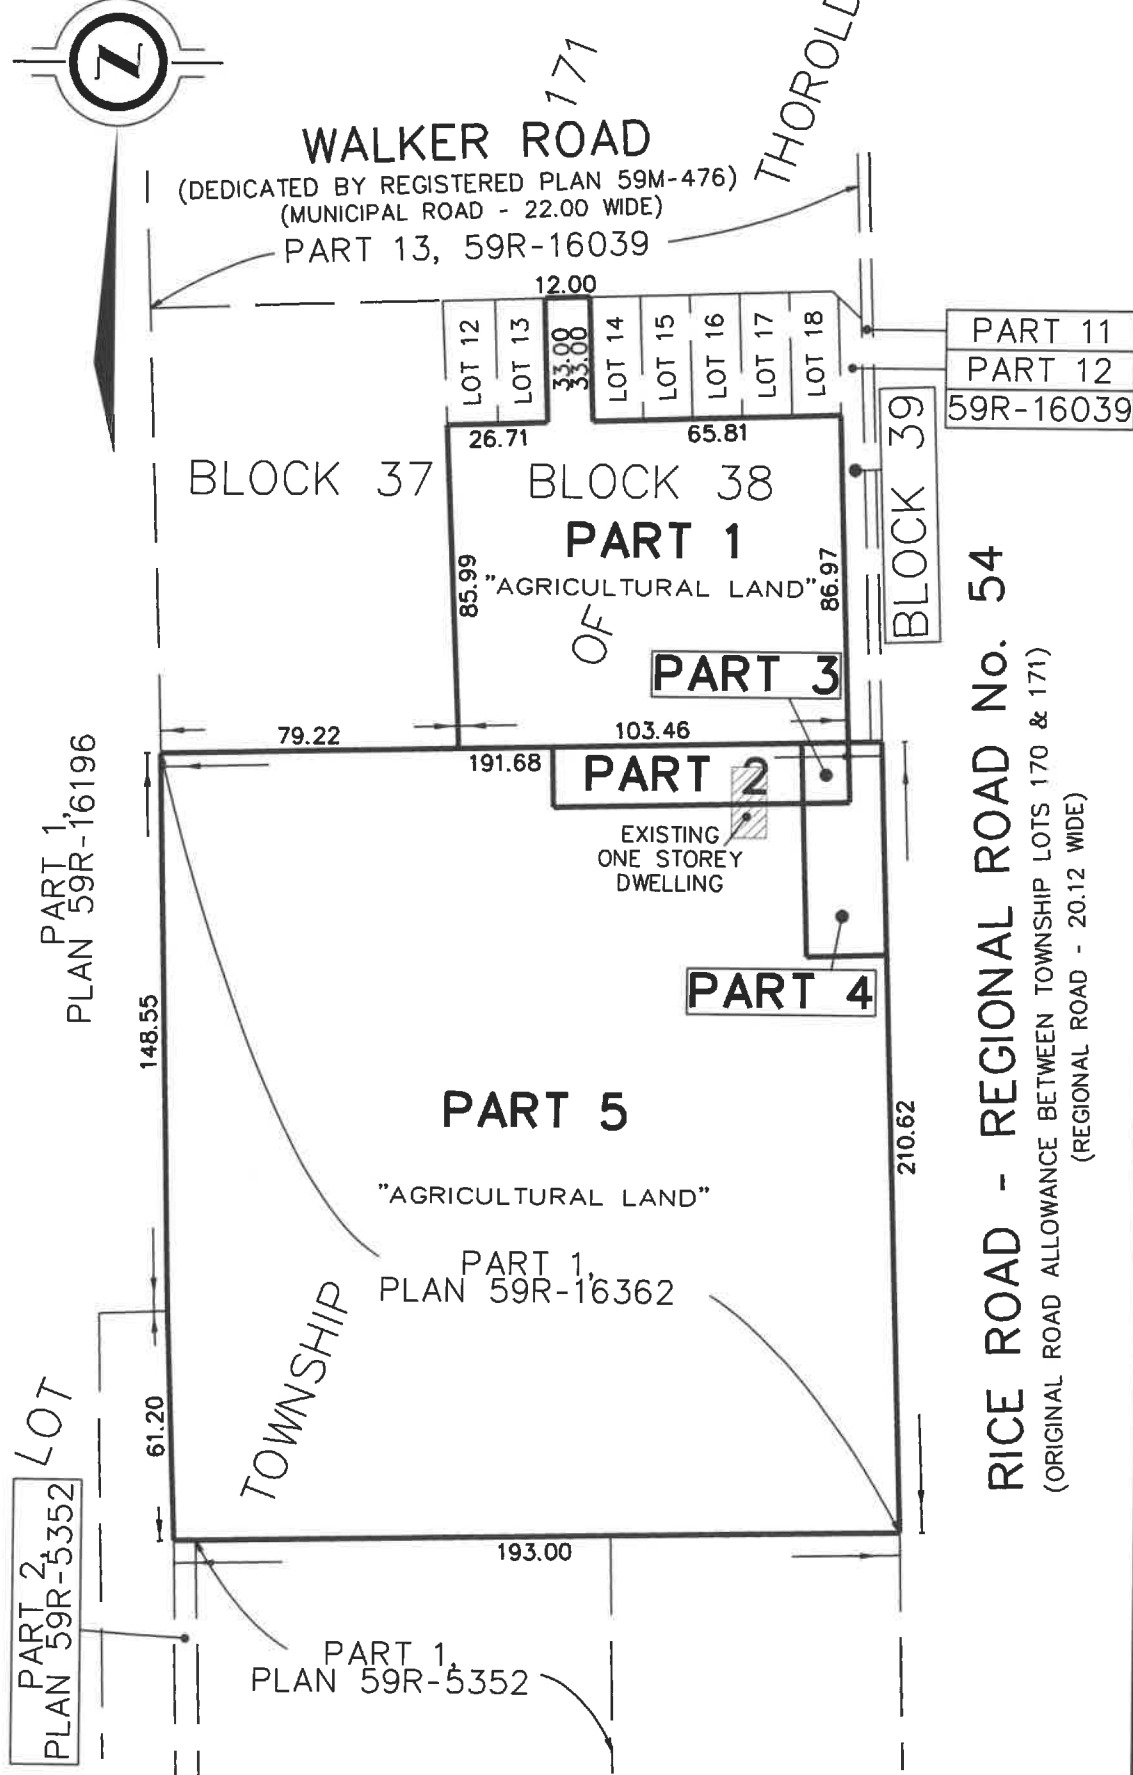 Z
171
THOROLD
WALKER ROAD
(DEDICATED BY REGISTERED PLAN 59M-476)
(MUNICIPAL ROAD - 22.00 WIDE)
PART 13, 59R-16039
12.00
LOT 12
LOT 13
33.00
33.00
LOT 14
LOT 15
LOT 16
LOT 17
LOT 18
PART 11
PART 12
59R-16039
26.71
65.81
BLOCK 37
BLOCK 38
BLOCK 39
PART 1
"AGRICULTURAL LAND"
85.99
86.97
OF
PART 3
79.22
103.46
191.68
PART 2
EXISTING
ONE STOREY
DWELLING
PART 1,
PLAN 59R-16196
148.55
PART 4
PART 5
"AGRICULTURAL LAND"
210.62
PART 1,
PLAN 59R-16362
TOWNSHIP
LOT
61.20
RICE ROAD - REGIONAL ROAD No. 54
(ORIGINAL ROAD ALLOWANCE BETWEEN TOWNSHIP LOTS 170 & 171)
(REGIONAL ROAD - 20.12 WIDE)
193.00
PART 2,
PLAN 59R-5352
PART 1,
PLAN 59R-5352